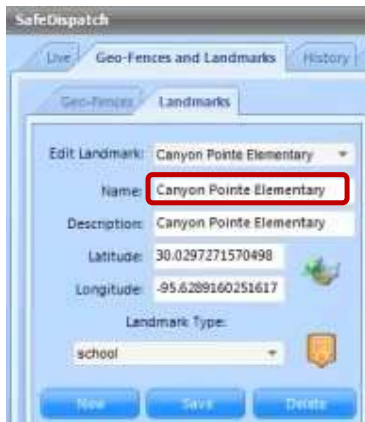 SafeDispatch
Live Geo-Fences and Landmarks History
Geo-Fences Landmarks
Edit Landmark: Canyon Pointe Elementary
Name: Canyon Pointe Elementary
Description: Canyon Pointe Elementary
Latitude: 30.0297271570498
Longitude: -95.6289160251617
Landmark Type:
school
New Save Delete